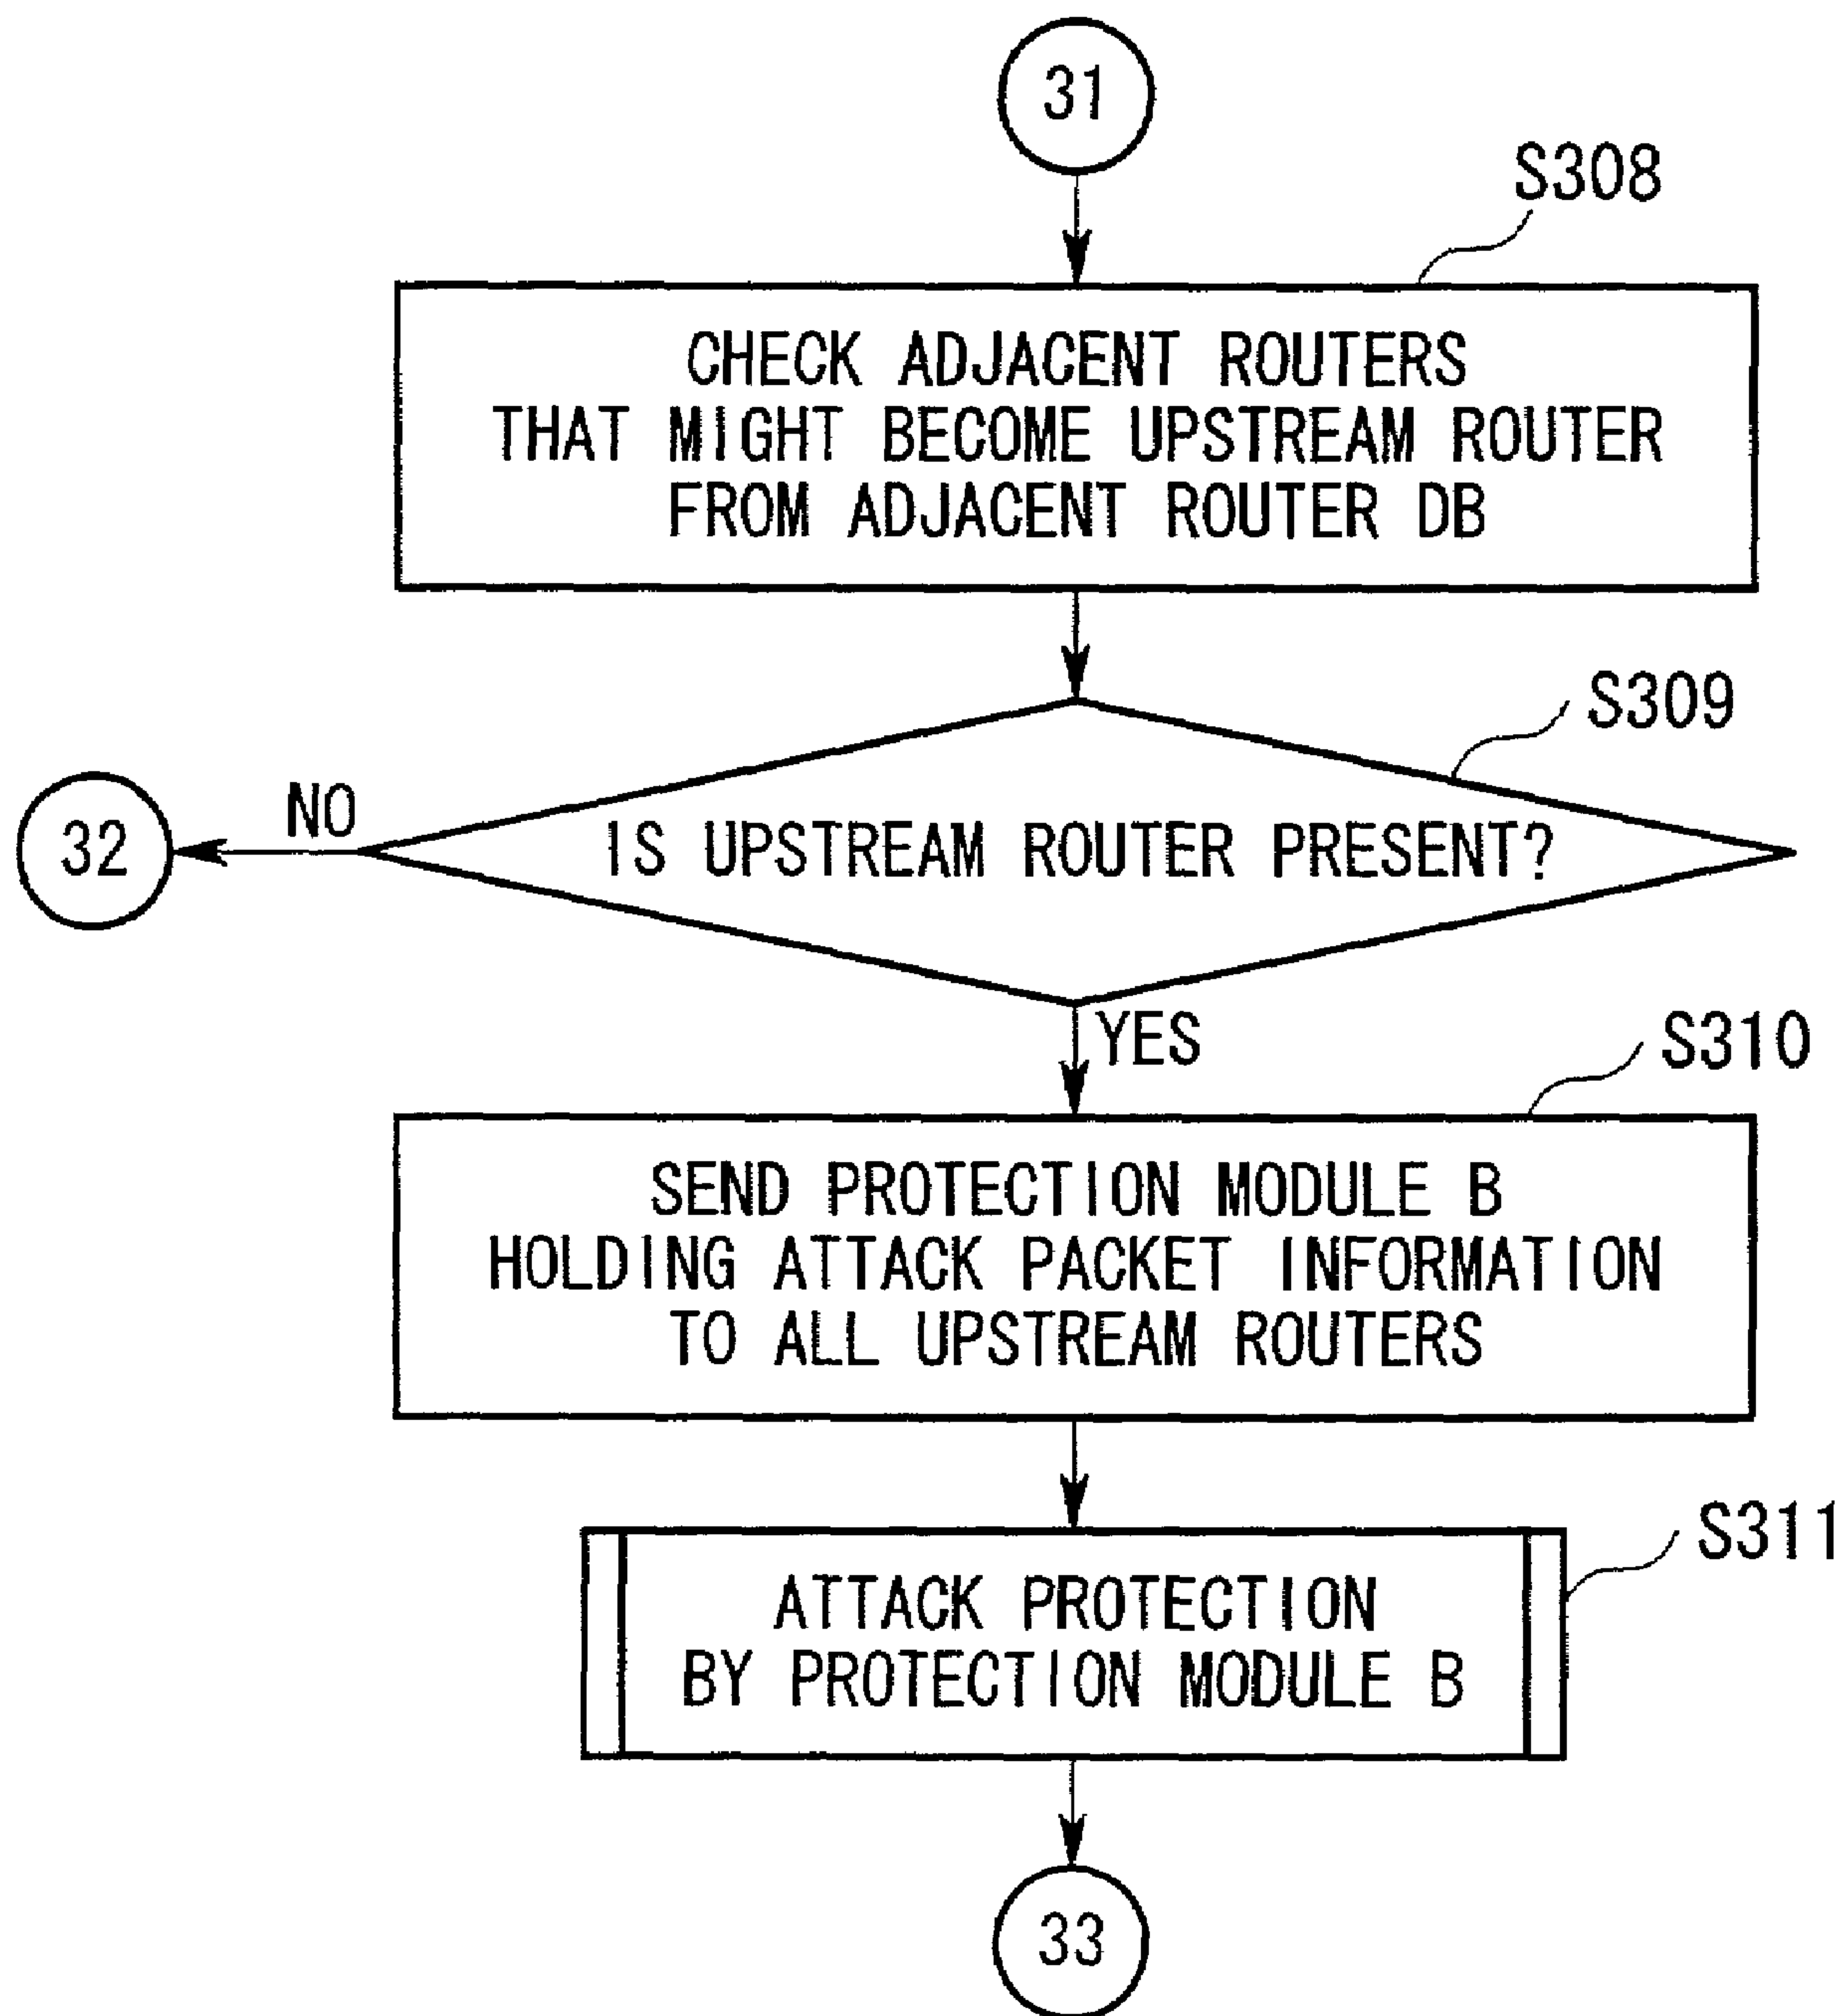 31
S308
CHECK ADJACENT ROUTERS
THAT MIGHT BECOME UPSTREAM ROUTER
FROM ADJACENT ROUTER DB
S309
32
NO
IS UPSTREAM ROUTER PRESENT?
YES
S310
SEND PROTECTION MODULE B
HOLDING ATTACK PACKET INFORMATION
TO ALL UPSTREAM ROUTERS
S311
ATTACK PROTECTION
BY PROTECTION MODULE B
33